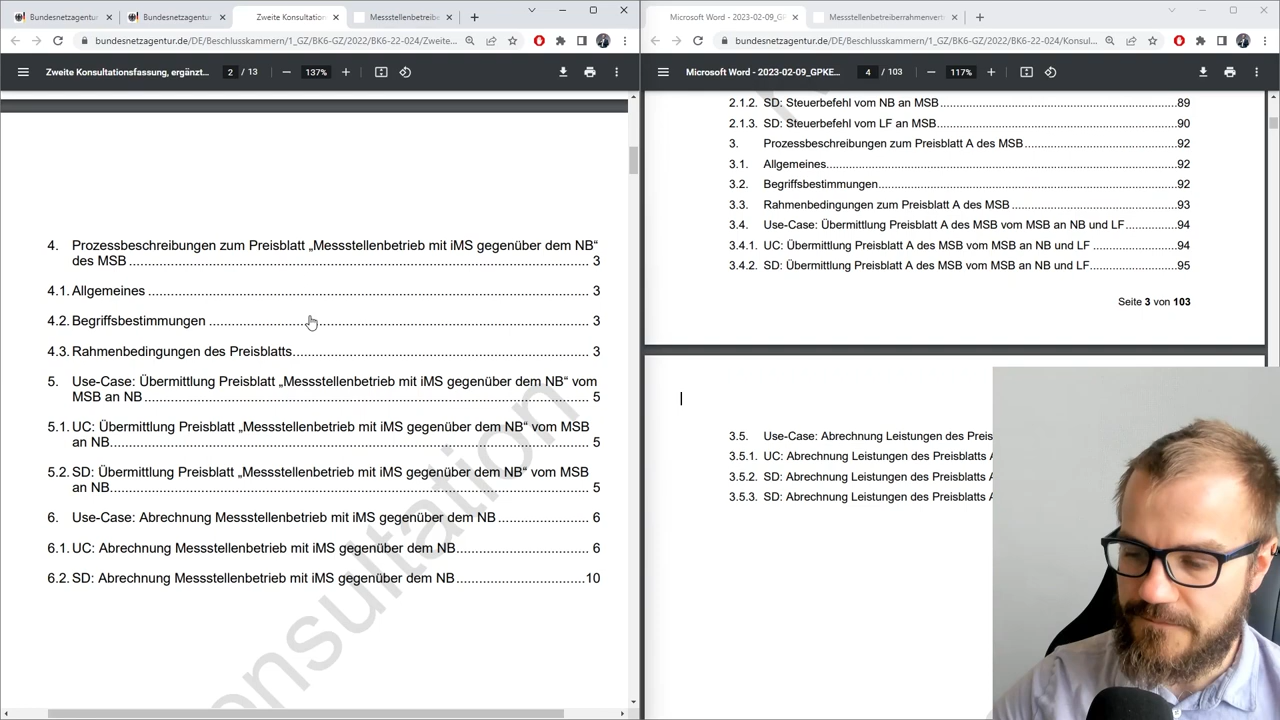 Bundesnetzagentur
Bundesnetzagentur
Zweite Konsultation
Messstellenbetreibe
bundesnetzagentur.de/DE/Beschlusskammern/1_GZ/BK6-GZ/2022/BK6-22-024/Zweite...
Zweite Konsultationsfassung, ergänzt...
2 / 13
137%
4. Prozessbeschreibungen zum Preisblatt „Messstellenbetrieb mit iMS gegenüber dem NB“
des MSB 3
4.1. Allgemeines 3
4.2. Begriffsbestimmungen 3
4.3. Rahmenbedingungen des Preisblatts 3
5. Use-Case: Übermittlung Preisblatt „Messstellenbetrieb mit iMS gegenüber dem NB“ vom
MSB an NB 5
5.1. UC: Übermittlung Preisblatt „Messstellenbetrieb mit iMS gegenüber dem NB“ vom MSB
an NB 5
5.2. SD: Übermittlung Preisblatt „Messstellenbetrieb mit iMS gegenüber dem NB“ vom MSB
an NB 5
6. Use-Case: Abrechnung Messstellenbetrieb mit iMS gegenüber dem NB 6
6.1. UC: Abrechnung Messstellenbetrieb mit iMS gegenüber dem NB 6
6.2. SD: Abrechnung Messstellenbetrieb mit iMS gegenüber dem NB 10
onsultation
Microsoft Word - 2023-02-09_GP
Messstellenbetreiberrahmenvert
bundesnetzagentur.de/DE/Beschlusskammern/1_GZ/BK6-GZ/2022/BK6-22-024/Konsul...
Microsoft Word - 2023-02-09_GPKE...
4 / 103
117%
2.1.2. SD: Steuerbefehl vom NB an MSB 89
2.1.3. SD: Steuerbefehl vom LF an MSB 90
3. Prozessbeschreibungen zum Preisblatt A des MSB 92
3.1. Allgemeines 92
3.2. Begriffsbestimmungen 92
3.3. Rahmenbedingungen zum Preisblatt A des MSB 93
3.4. Use-Case: Übermittlung Preisblatt A des MSB vom MSB an NB und LF 94
3.4.1. UC: Übermittlung Preisblatt A des MSB vom MSB an NB und LF 94
3.4.2. SD: Übermittlung Preisblatt A des MSB vom MSB an NB und LF 95
Seite 3 von 103
3.5. Use-Case: Abrechnung Leistungen des Preis
3.5.1. UC: Abrechnung Leistungen des Preisblatts A
3.5.2. SD: Abrechnung Leistungen des Preisblatts A
3.5.3. SD: Abrechnung Leistungen des Preisblatts A